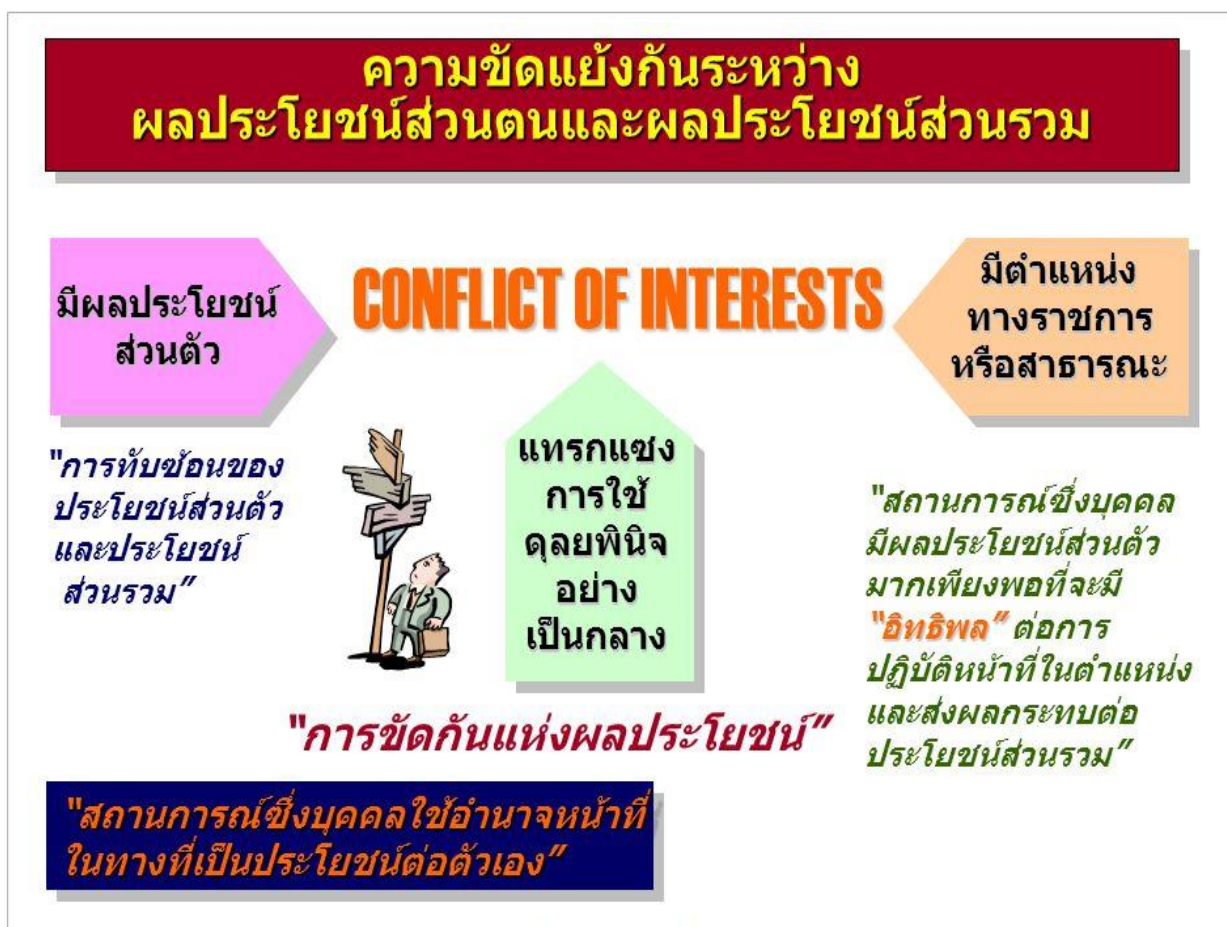 ความขัดแย้งกันระหว่าง
ผลประโยชน์ส่วนตนและผลประโยชน์ส่วนรวม
มีผลประโยชน์
ส่วนตัว
CONFLICT OF INTERESTS
มีตำแหน่ง
ทางราชการ
หรือสาธารณะ
"การทับซ้อนของ
ประโยชน์ส่วนตัว
และประโยชน์
ส่วนรวม"
แทรกแซง
การใช้
ดุลยพินิจ
อย่าง
เป็นกลาง
"สถานการณ์ซึ่งบุคคล
มีผลประโยชน์ส่วนตัว
มากเพียงพอที่จะมี
"อิทธิพล" ต่อการ
ปฏิบัติหน้าที่ในตำแหน่ง
และส่งผลกระทบต่อ
ประโยชน์ส่วนรวม"
"การขัดกันแห่งผลประโยชน์"
"สถานการณ์ซึ่งบุคคลใช้อำนาจหน้าที่
ในทางที่เป็นประโยชน์ต่อตัวเอง"